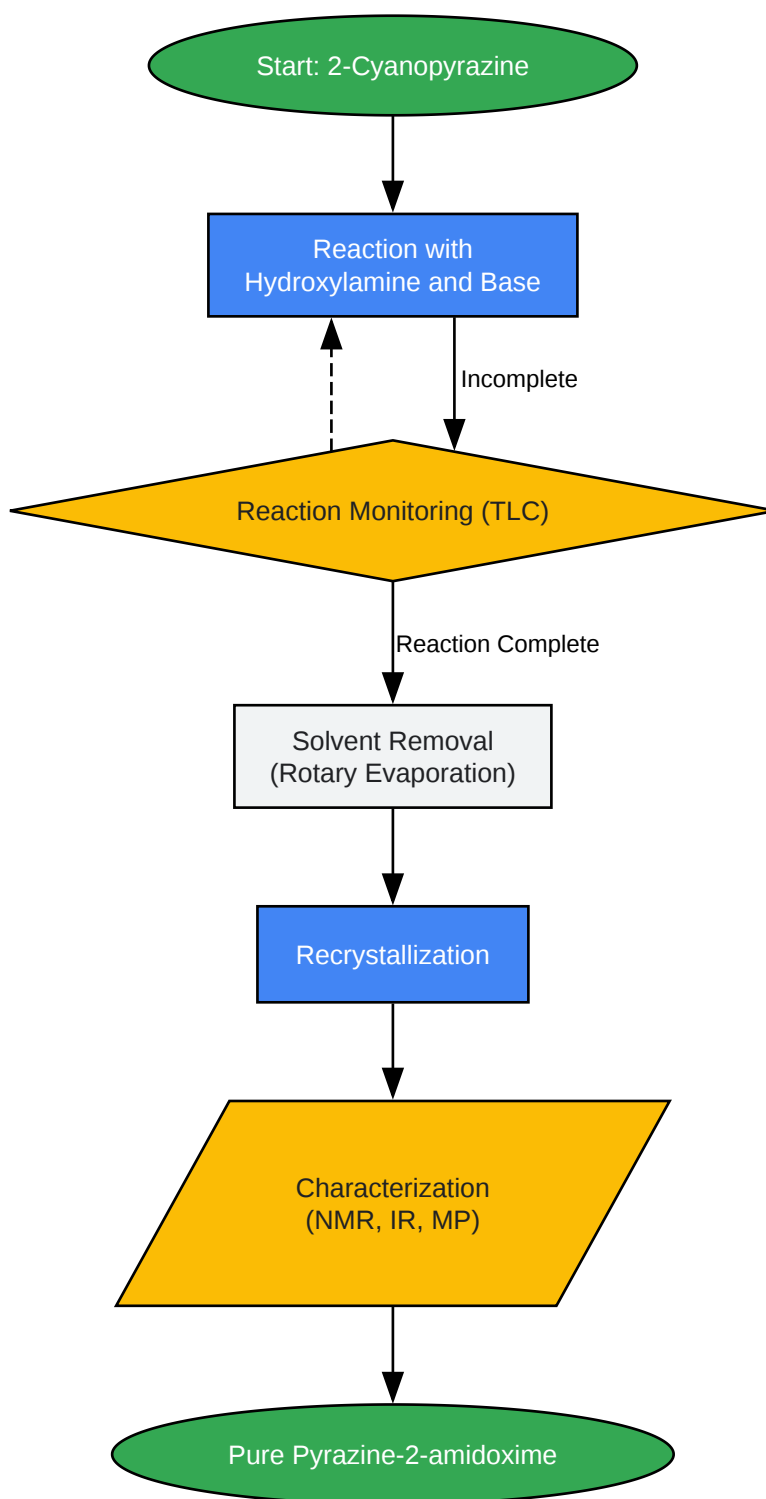 Start: 2-Cyanopyrazine
Reaction with
Hydroxylamine and Base
Incomplete
Reaction Monitoring (TLC)
Reaction Complete
Solvent Removal
(Rotary Evaporation)
Recrystallization
Characterization
(NMR, IR, MP)
Pure Pyrazine-2-amidoxime